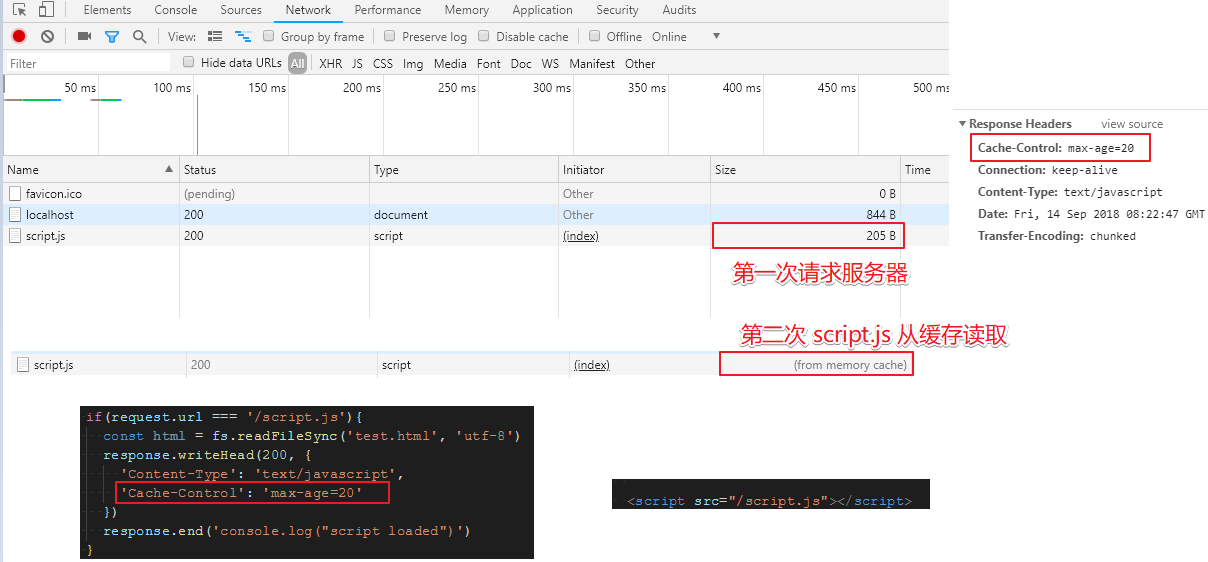 Elements Console Sources Network Performance Memory Application Security Audits
View: Group by frame Preserve log Disable cache Offline Online
Filter Hide data URLs All XHR JS CSS Img Media Font Doc WS Manifest Other
50 ms 100 ms 150 ms 200 ms 250 ms 300 ms 350 ms 400 ms 450 ms 500 ms
Name Status Type Initiator Size Time
favicon.ico (pending) Other 0 B
localhost 200 document Other 844 B
script.js 200 script (index) 205 B
第一次请求服务器
第二次 script.js 从缓存读取
script.js 200 script (index) (from memory cache)
Response Headers view source
Cache-Control: max-age=20
Connection: keep-alive
Content-Type: text/javascript
Date: Fri, 14 Sep 2018 08:22:47 GMT
Transfer-Encoding: chunked
if(request.url === '/script.js'){
const html = fs.readFileSync('test.html', 'utf-8')
response.writeHead(200, {
'Content-Type': 'text/javascript',
'Cache-Control': 'max-age=20'
})
response.end('console.log("script loaded")')
}
<script src="/script.js"></script>